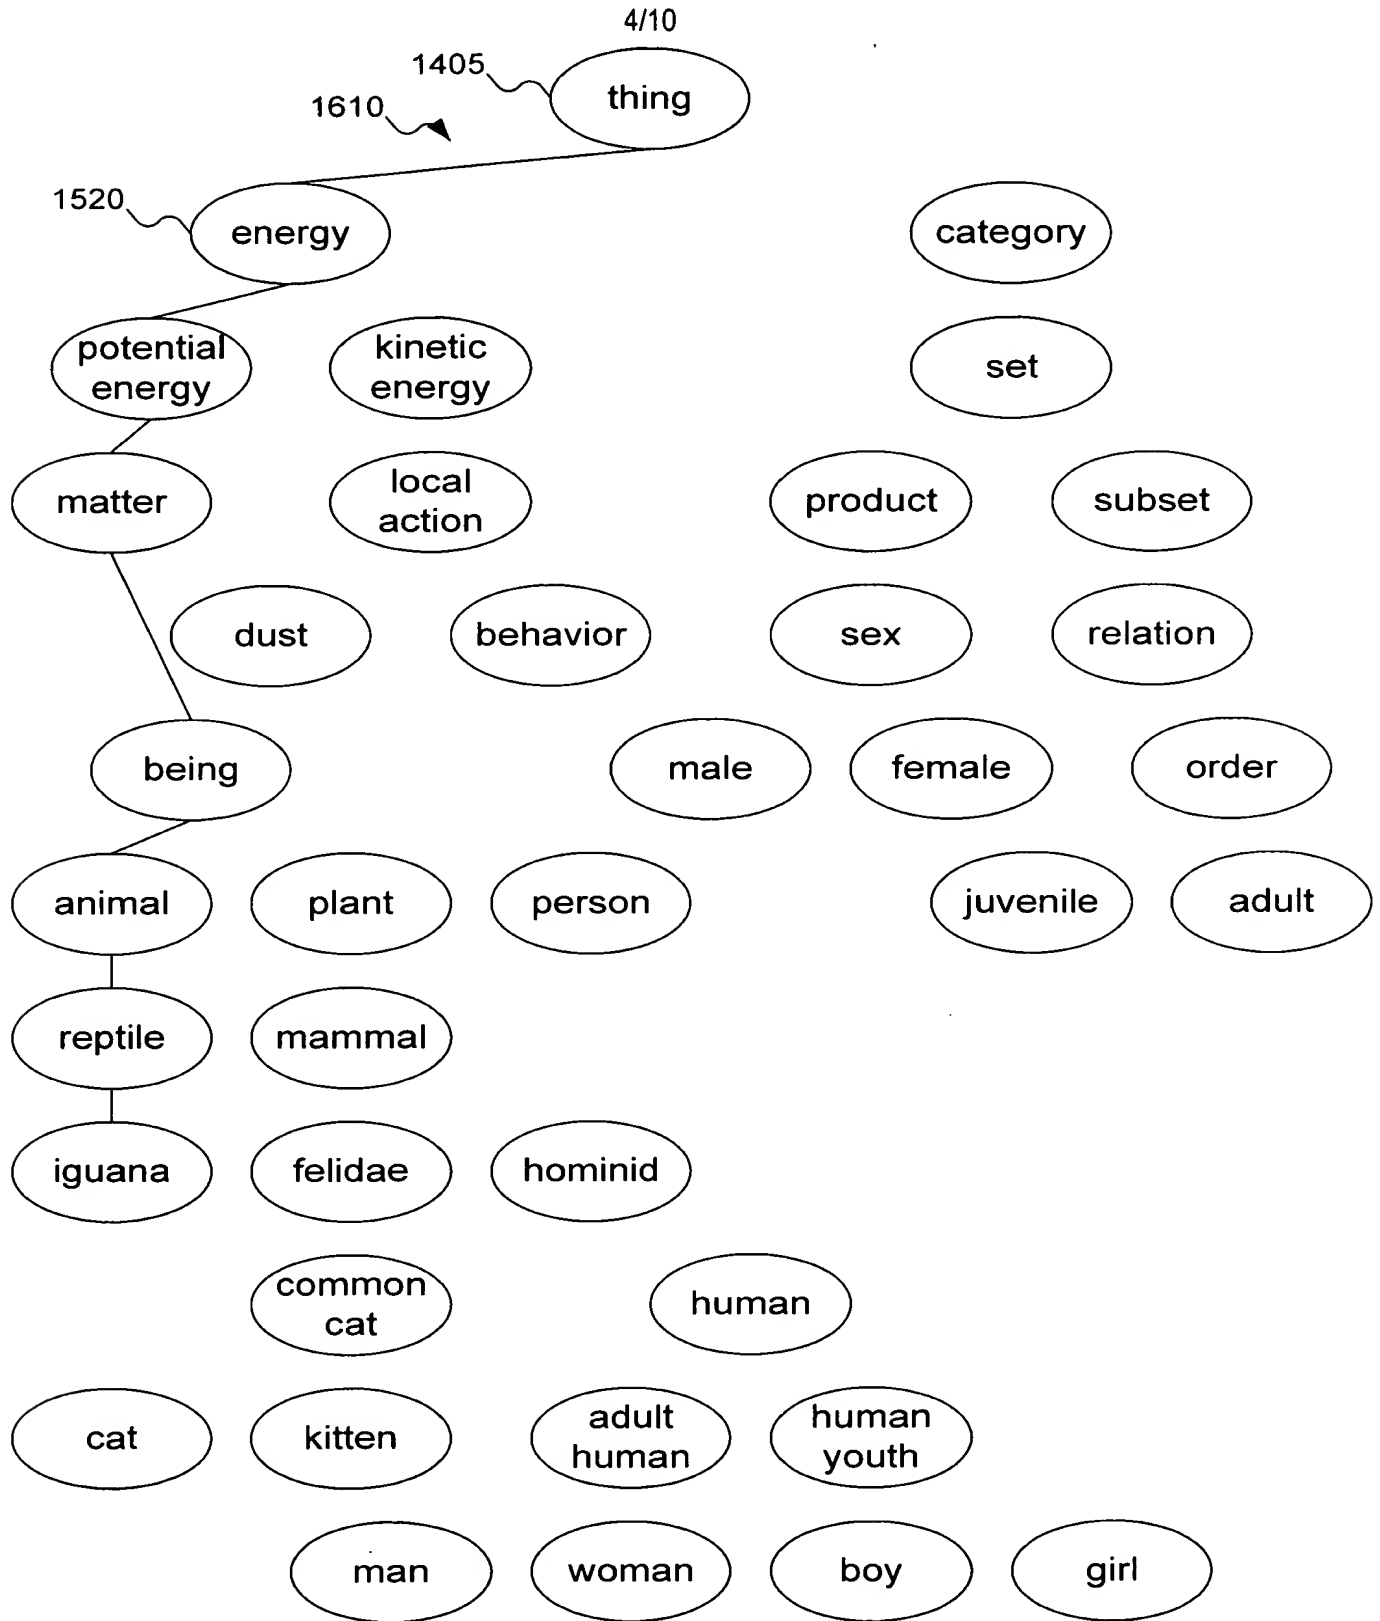 4/10
1405
thing
1610
1520
energy
category
potential
energy
kinetic
energy
set
matter
local
action
product
subset
dust
behavior
sex
relation
being
male
female
order
animal
plant
person
juvenile
adult
reptile
mammal
iguana
felidae
hominid
common
cat
human
cat
kitten
adult
human
human
youth
man
woman
boy
girl